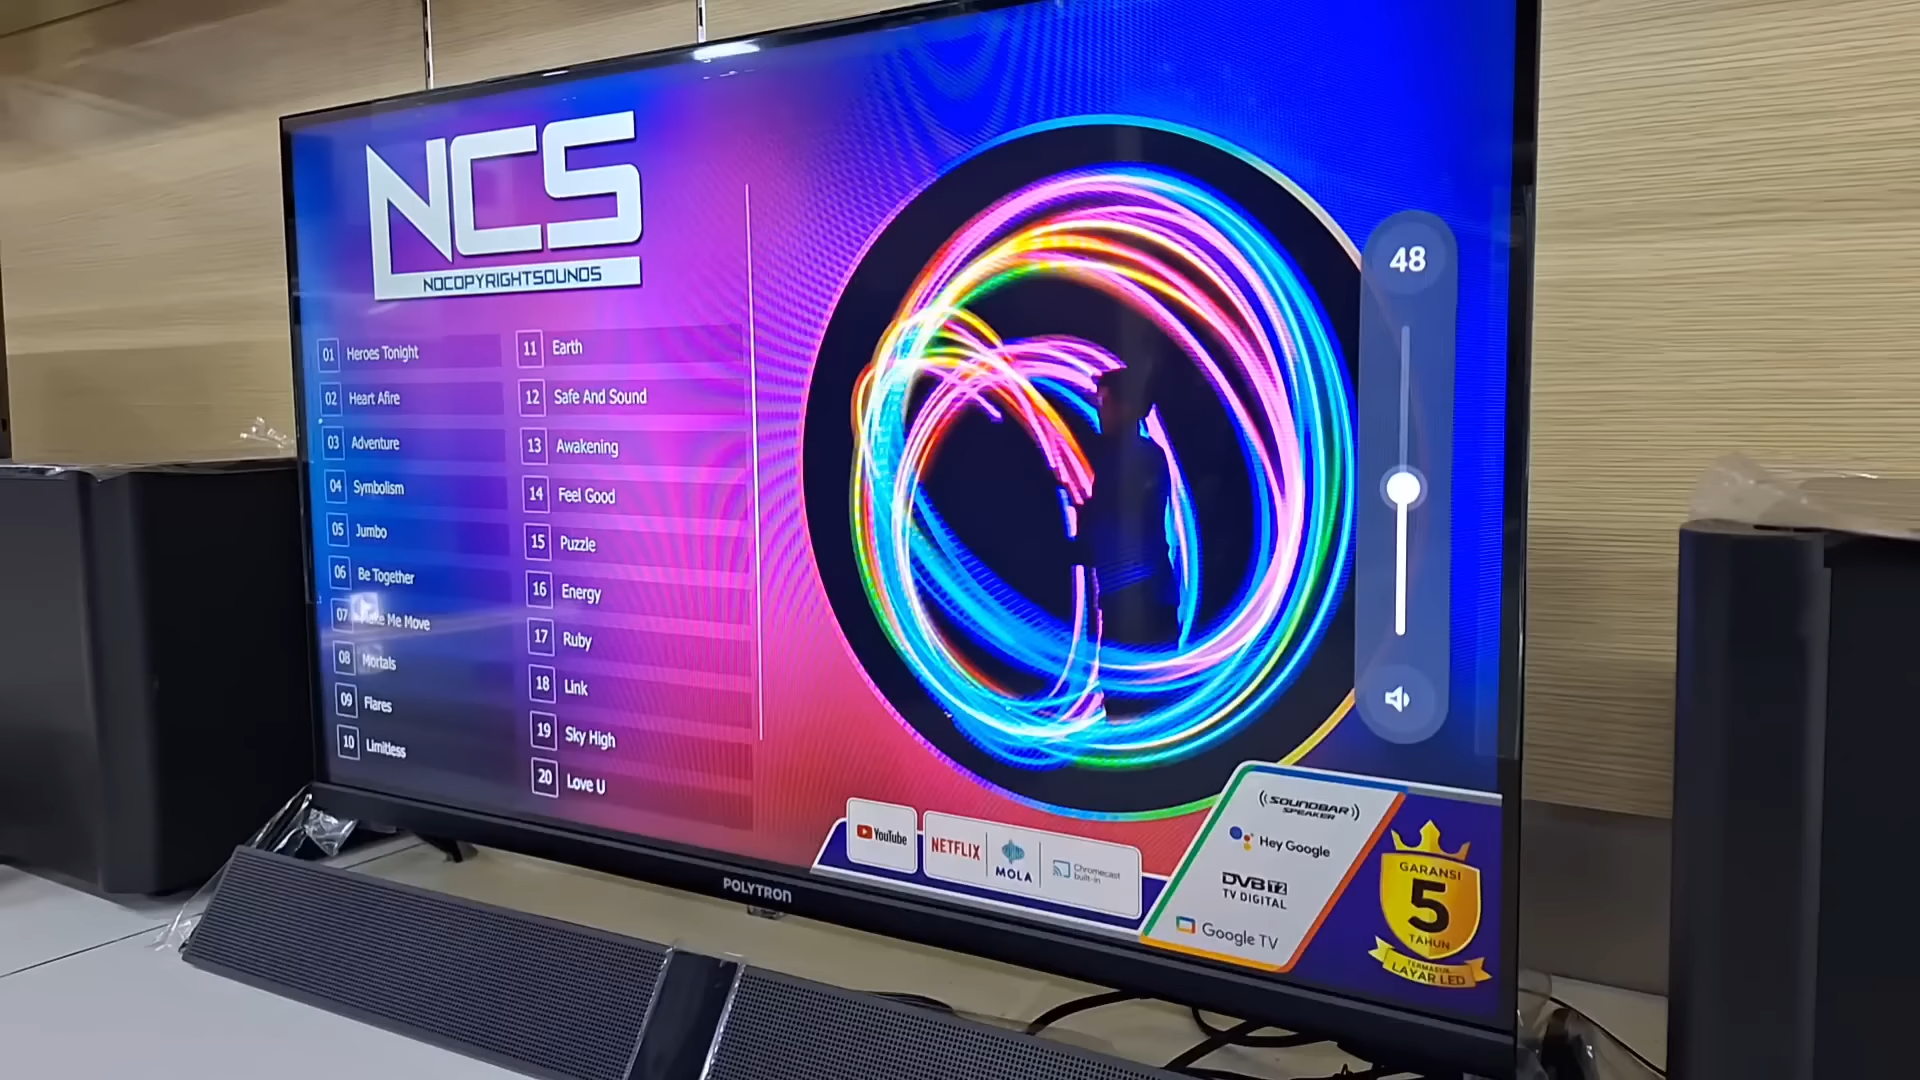 NCS
NOCOPYRIGHTSOUNDS
01 Heroes Tonight
02 Heart Afire
03 Adventure
04 Symbolism
05 Jumbo
06 Be Together
07 Make Me Move
08 Mortals
09 Flares
10 Limitless
11 Earth
12 Safe And Sound
13 Awakening
14 Feel Good
15 Puzzle
16 Energy
17 Ruby
18 Link
19 Sky High
20 Love U
48
YouTube
NETFLIX
MOLA
Chromecast
built-in
SOUNDBAR
SPEAKER
Hey Google
DVB T2
TV DIGITAL
Google TV
GARANSI
5
TAHUN
TERMASUK
LAYAR LED
POLYTRON